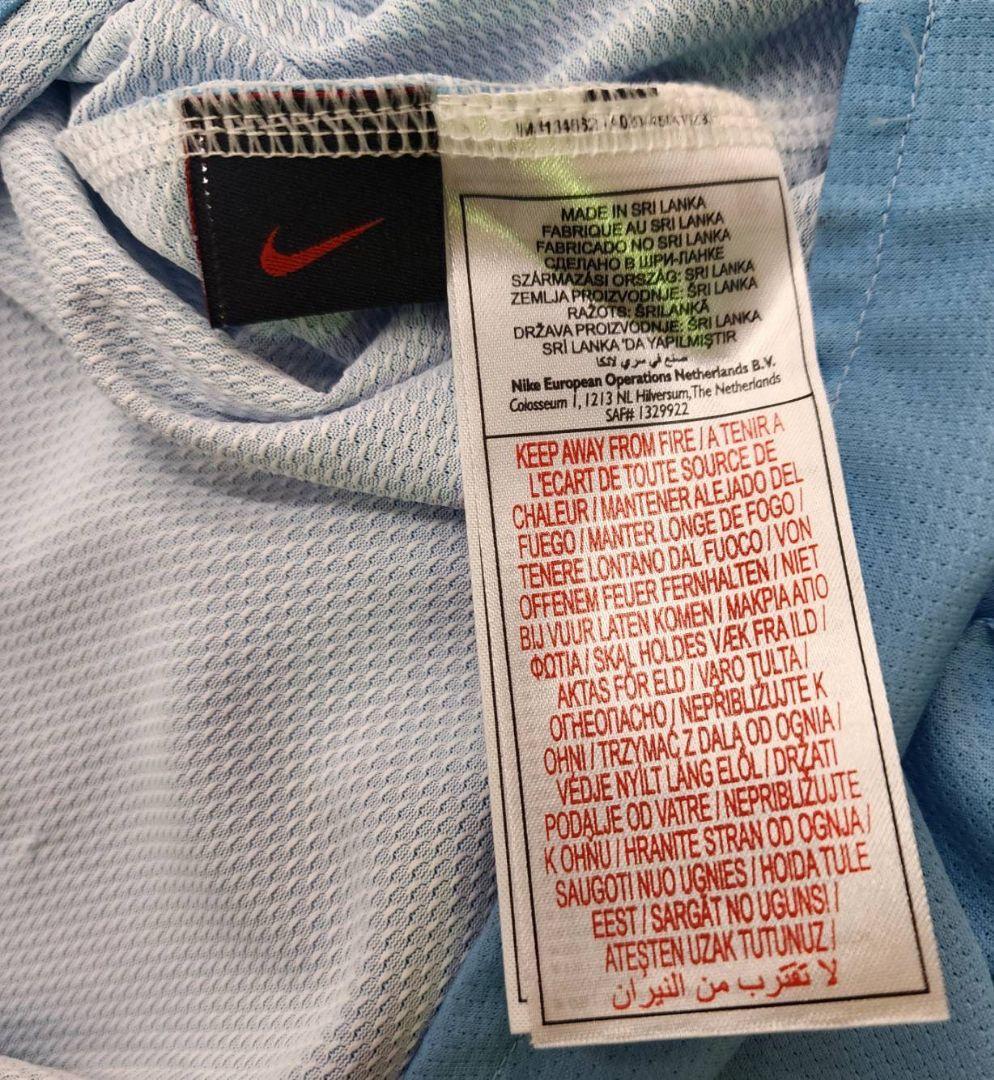 MADE IN SRI LANKA
FABRIQUE AU SRI LANKA
FABRICADO NO SRI LANKA
СДЕЛАНО В ШРИ-ЛАНКЕ
SZÁRMAZÁSI ORSZÁG: SRI LANKA
ZEMLJA PROIZVODNJE: ŠRI LANKA
RAŽOTS: ŠRILANKĀ
DRŽAVA PROIZVODNJE: ŠRI LANKA
SRİ LANKA 'DA YAPILMIŞTIR
صنع في سري لانكا
Nike European Operations Netherlands B.V.
Colosseum 1, 1213 NL Hilversum, The Netherlands
SAF# 1329922
KEEP AWAY FROM FIRE / A TENIR A
L'ECART DE TOUTE SOURCE DE
CHALEUR / MANTENER ALEJADO DEL
FUEGO / MANTER LONGE DE FOGO /
TENERE LONTANO DAL FUOCO / VON
OFFENEM FEUER FERNHALTEN / NIET
BIJ VUUR LATEN KOMEN / ΜΑΚΡΙΑ ΑΠΟ
ΦΩΤΙΑ / SKAL HOLDES VÆK FRA ILD /
AKTAS FÖR ELD / VARO TULTA /
ОГНЕОПАСНО / NEPŘIBLIŽUJTE K
OHNI / TRZYMAĆ Z DALA OD OGNIA /
VÉDJE NYÍLT LÁNG ELŐL / DRŽATI
PODALJE OD VATRE / NEPRIBLIŽUJTE
K OHŇU / HRANITE STRAN OD OGNJA /
SAUGOTI NUO UGNIES / HOIDA TULE
EEST / SARGĀT NO UGUNS! /
ATEŞTEN UZAK TUTUNUZ /
لا تقترب من النيران